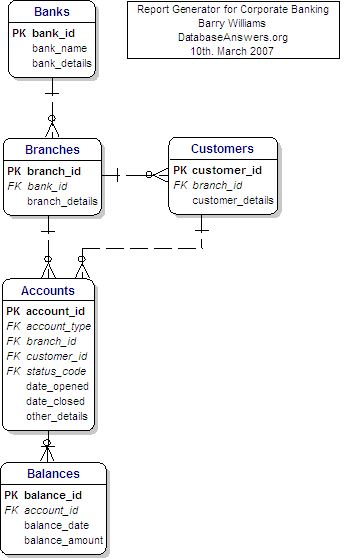 Banks
PK bank_id
bank_name
bank_details
Report Generator for Corporate Banking
Barry Williams
DatabaseAnswers.org
10th. March 2007
Branches
PK branch_id
FK bank_id
branch_details
Customers
PK customer_id
FK branch_id
customer_details
Accounts
PK account_id
FK account_type
FK branch_id
FK customer_id
FK status_code
date_opened
date_closed
other_details
Balances
PK balance_id
FK account_id
balance_date
balance_amount